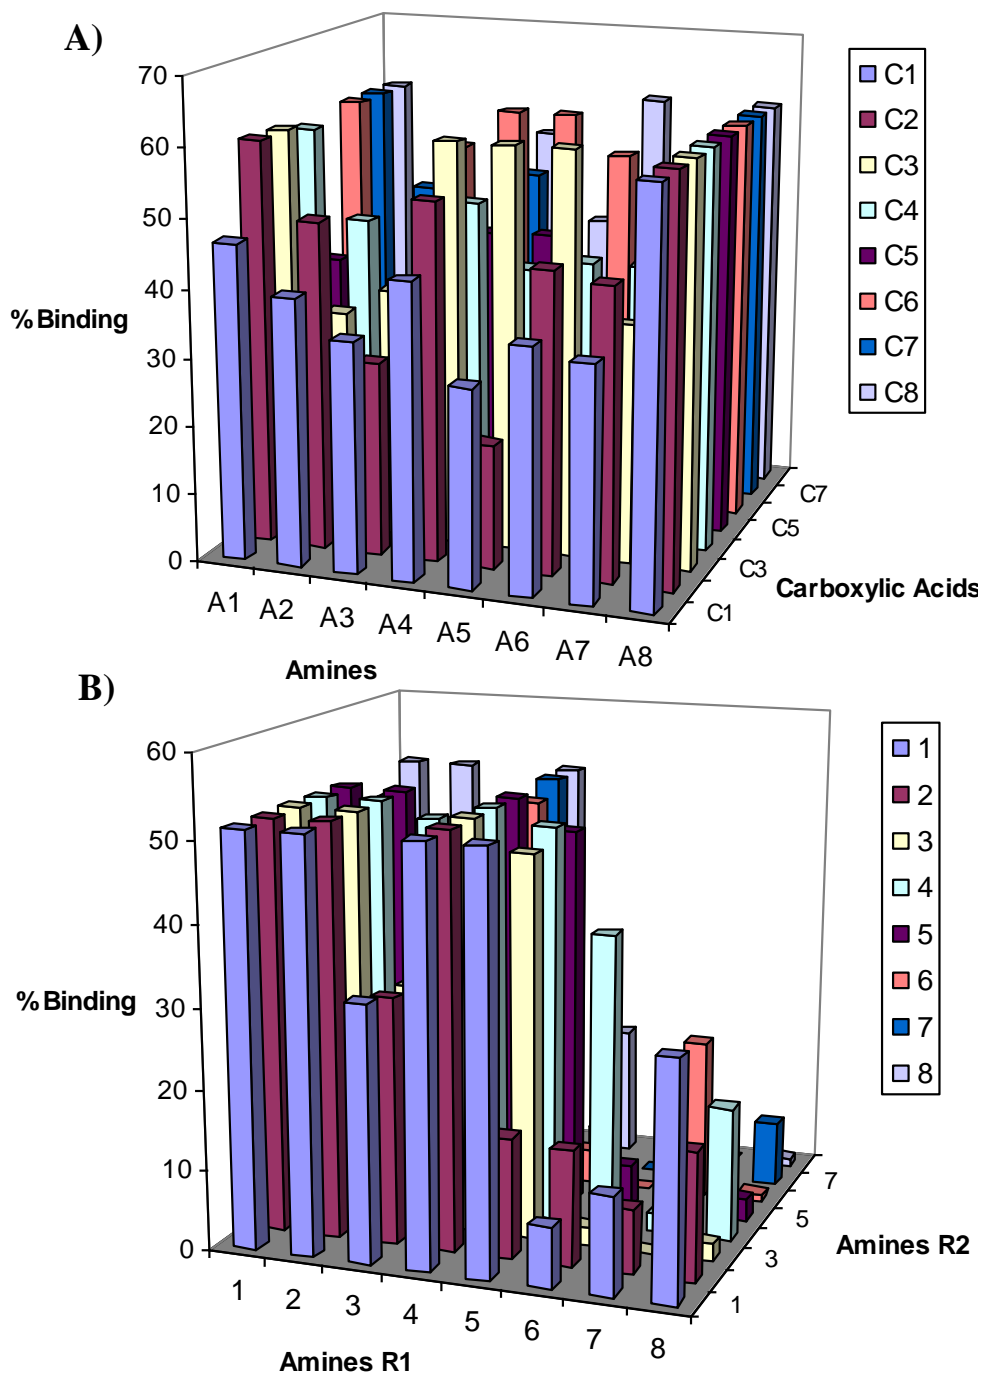 A)
70
60
50
40
30
20
10
0
% Binding
A1 A2 A3 A4 A5 A6 A7 A8
Amines
C1
C3
C5
C7
Carboxylic Acids
C1
C2
C3
C4
C5
C6
C7
C8
B)
60
50
40
30
20
10
0
% Binding
1 2 3 4 5 6 7 8
Amines R1
1
3
5
7
Amines R2
1
2
3
4
5
6
7
8